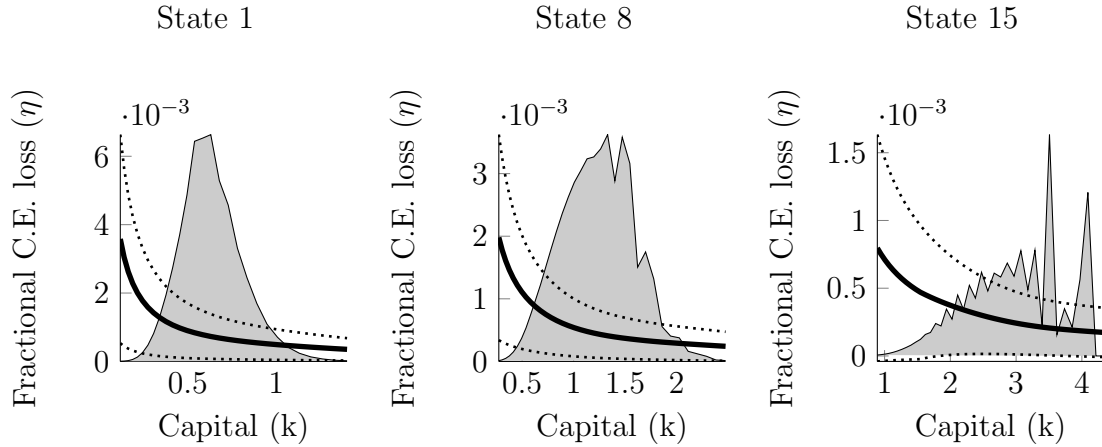 State 1
Fractional C.E. loss (η)
·10⁻³
6
4
2
0
0.5 1
Capital (k)
State 8
Fractional C.E. loss (η)
·10⁻³
3
2
1
0
0.5 1 1.5 2
Capital (k)
State 15
Fractional C.E. loss (η)
·10⁻³
1.5
1
0.5
0
1 2 3 4
Capital (k)